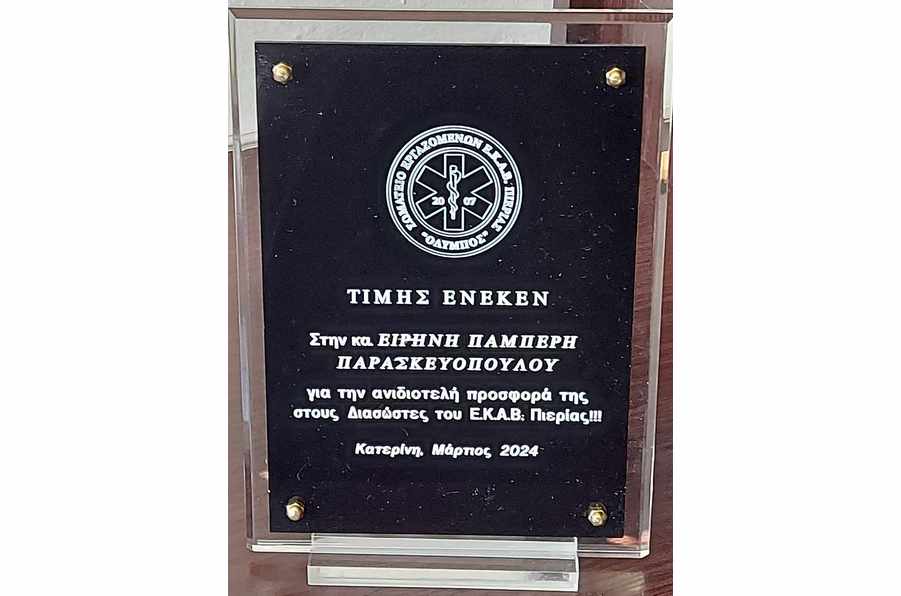 ΣΩΜΑΤΕΙΟ ΕΡΓΑΖΟΜΕΝΩΝ Ε.Κ.Α.Β. ΠΙΕΡΙΑΣ
"ΟΛΥΜΠΟΣ"
20 07
ΤΙΜΗΣ ΕΝΕΚΕΝ
Στην κα. ΕΙΡΗΝΗ ΠΑΜΠΕΡΗ
ΠΑΡΑΣΚΕΥΟΠΟΥΛΟΥ
για την ανιδιοτελή προσφορά της
στους Διασώστες του Ε.Κ.Α.Β. Πιερίας!!!
Κατερίνη, Μάρτιος 2024